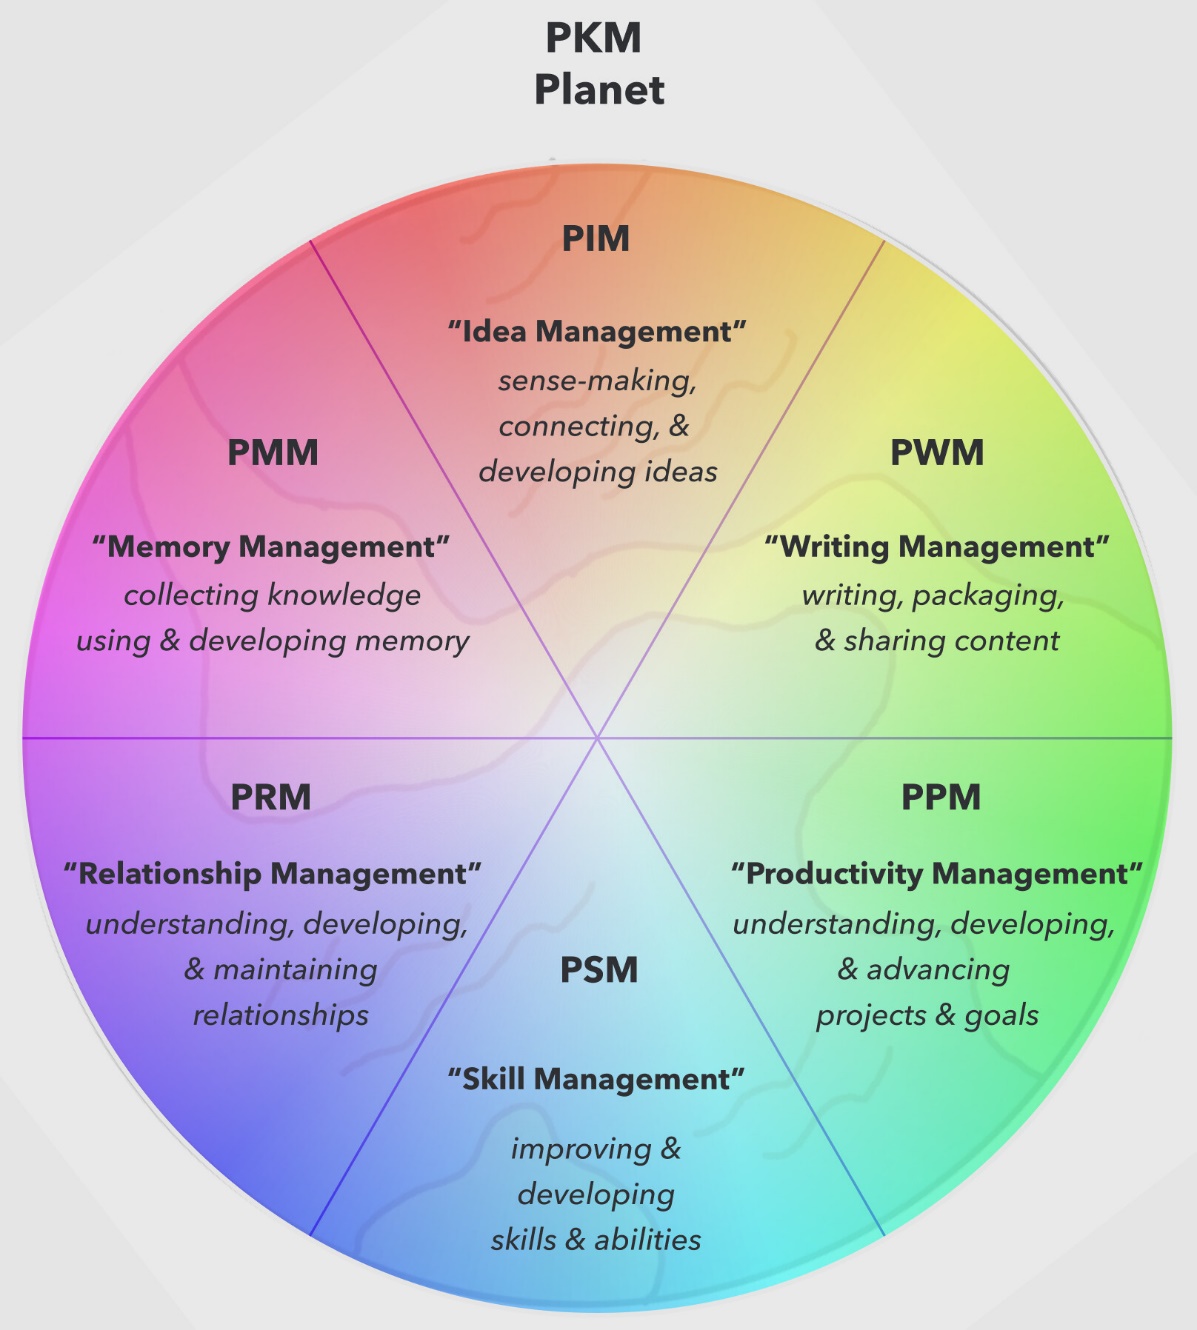 PKM
Planet
PIM
“Idea Management”
sense-making,
connecting, &
developing ideas
PMM
“Memory Management”
collecting knowledge
using & developing memory
PWM
“Writing Management”
writing, packaging,
& sharing content
PRM
“Relationship Management”
understanding, developing,
& maintaining
relationships
PPM
“Productivity Management”
understanding, developing,
& advancing
projects & goals
PSM
“Skill Management”
improving &
developing
skills & abilities